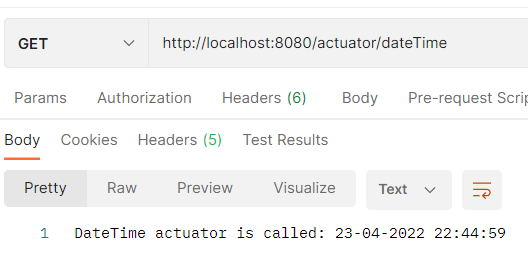 GET http://localhost:8080/actuator/dateTime
Params Authorization Headers (6) Body Pre-request Scrip
Body Cookies Headers (5) Test Results
Pretty Raw Preview Visualize Text
1 DateTime actuator is called: 23-04-2022 22:44:59